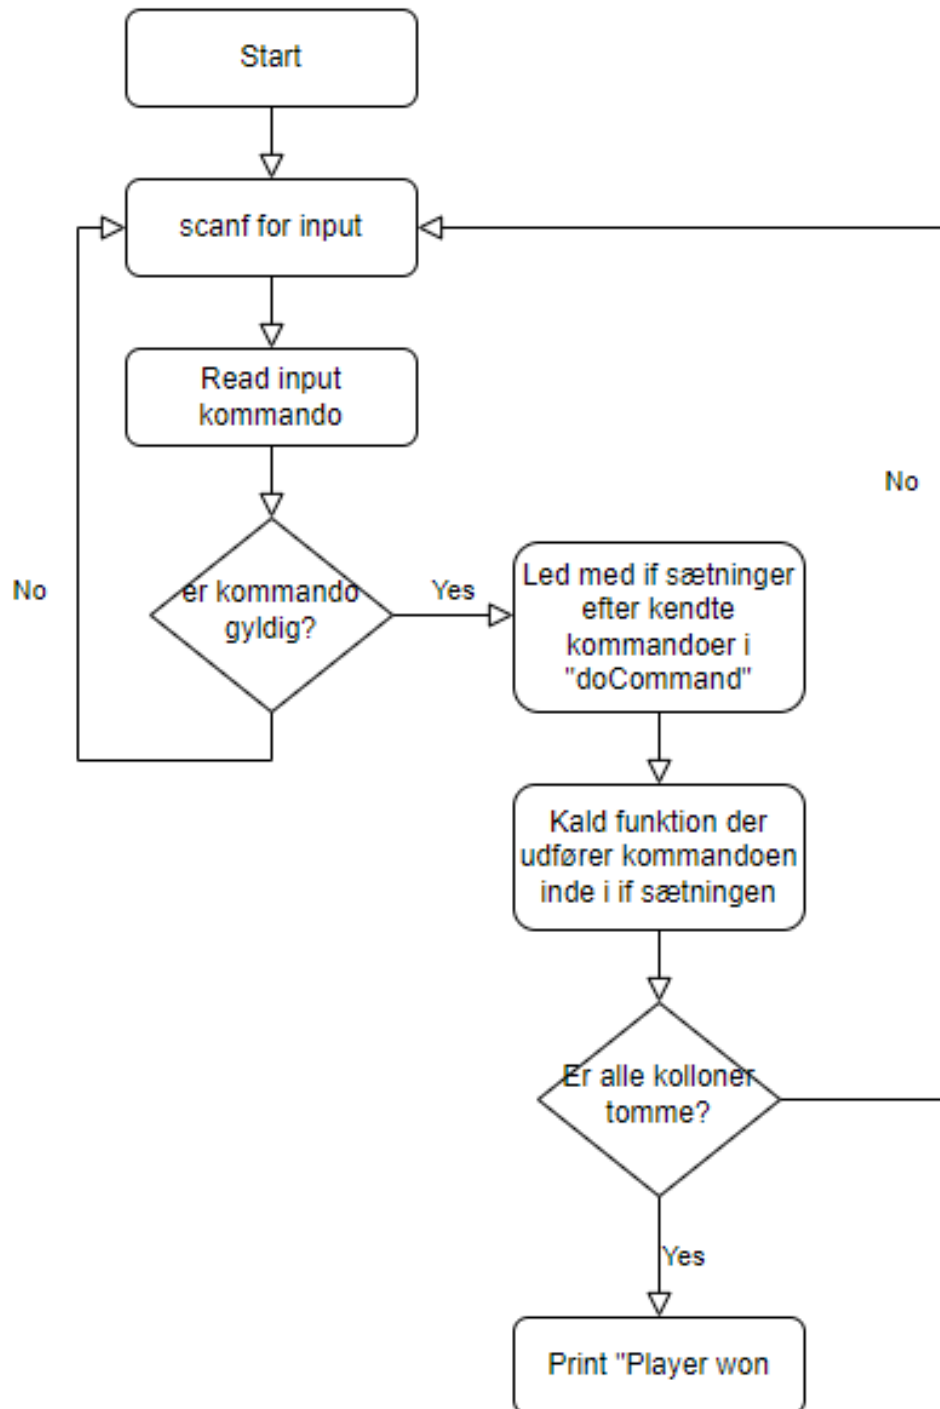 Start
scanf for input
Read input
kommando
er kommando
gyldig?
No
Yes
Led med if sætninger
efter kendte
kommandoer i
"doCommand"
No
Kald funktion der
udfører kommandoen
inde i if sætningen
Er alle kolloner
tomme?
Yes
Print "Player won